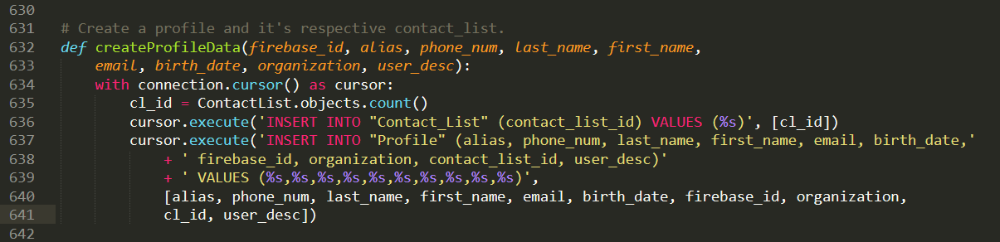 630
631 # Create a profile and it's respective contact_list.
632 def createProfileData(firebase_id, alias, phone_num, last_name, first_name,
633 email, birth_date, organization, user_desc):
634 with connection.cursor() as cursor:
635 cl_id = ContactList.objects.count()
636 cursor.execute('INSERT INTO "Contact_List" (contact_list_id) VALUES (%s)', [cl_id])
637 cursor.execute('INSERT INTO "Profile" (alias, phone_num, last_name, first_name, email, birth_date,'
638 + ' firebase_id, organization, contact_list_id, user_desc)'
639 + ' VALUES (%s,%s,%s,%s,%s,%s,%s,%s,%s,%s)',
640 [alias, phone_num, last_name, first_name, email, birth_date, firebase_id, organization,
641 cl_id, user_desc])
642